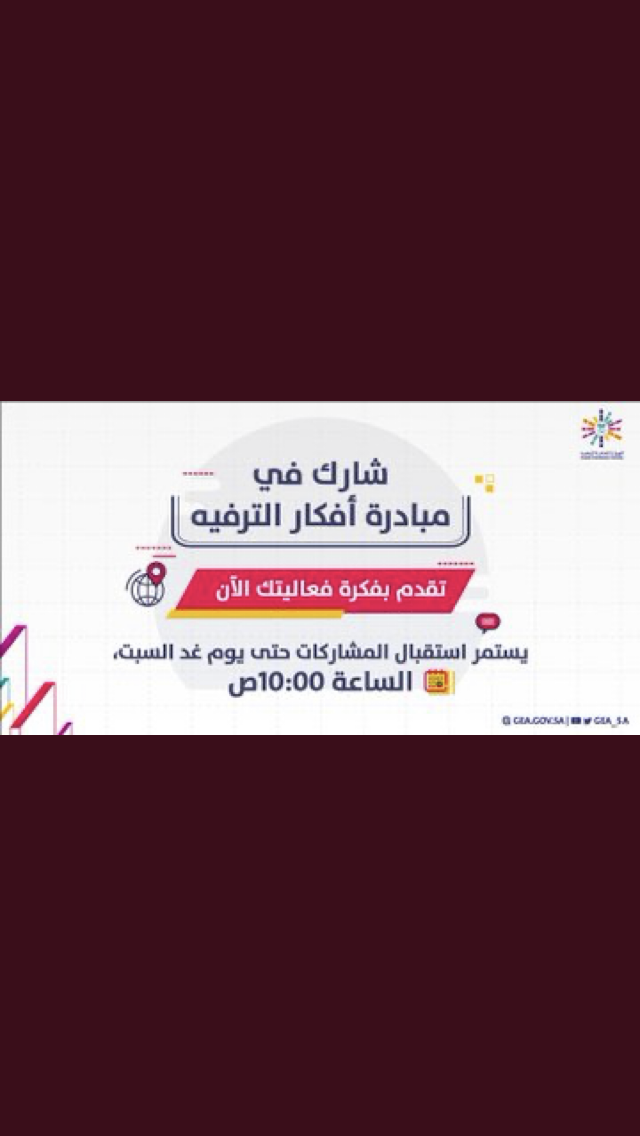 شارك في
مبادرة أفكار الترفيه
تقدم بفكرة فعاليتك الآن
يستمر استقبال المشاركات حتى يوم غد السبت،
الساعة 10:00ص
GEA.GOV.SA | GEA_SA